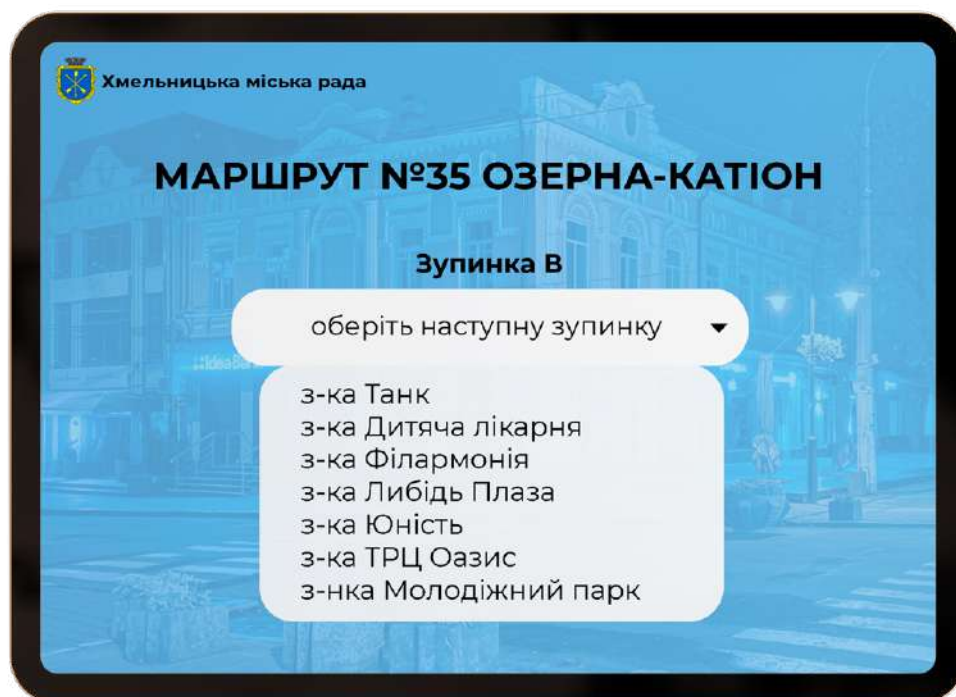 Хмельницька міська рада
МАРШРУТ №35 ОЗЕРНА-КАТІОН
Зупинка В
оберіть наступну зупинку
з-ка Танк
з-ка Дитяча лікарня
з-ка Філармонія
з-ка Либідь Плаза
з-ка Юність
з-ка ТРЦ Оазис
з-нка Молодіжний парк